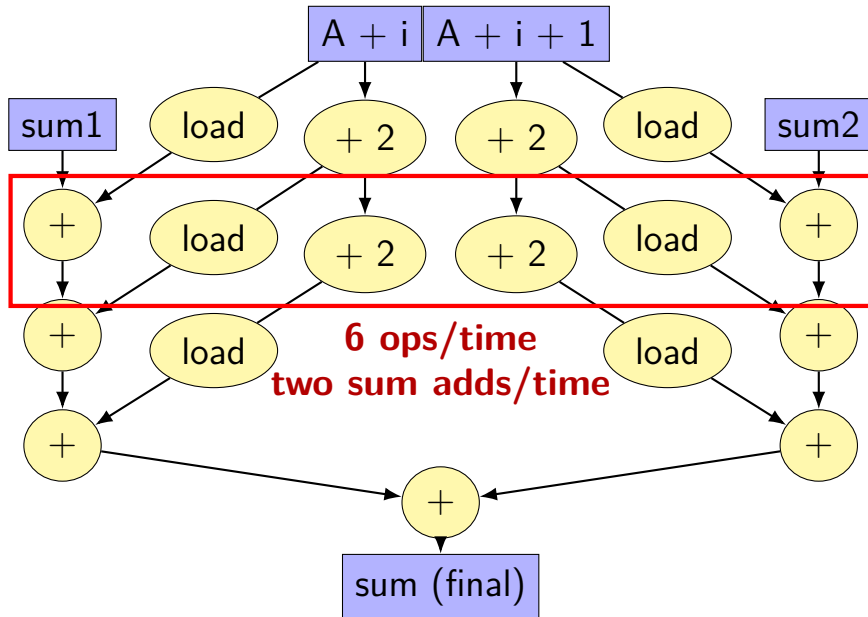 A + i
A + i + 1
sum1
load
+ 2
+ 2
load
sum2
+
load
+ 2
+ 2
load
+
+
load
6 ops/time
two sum adds/time
load
+
+
+
+
sum (final)